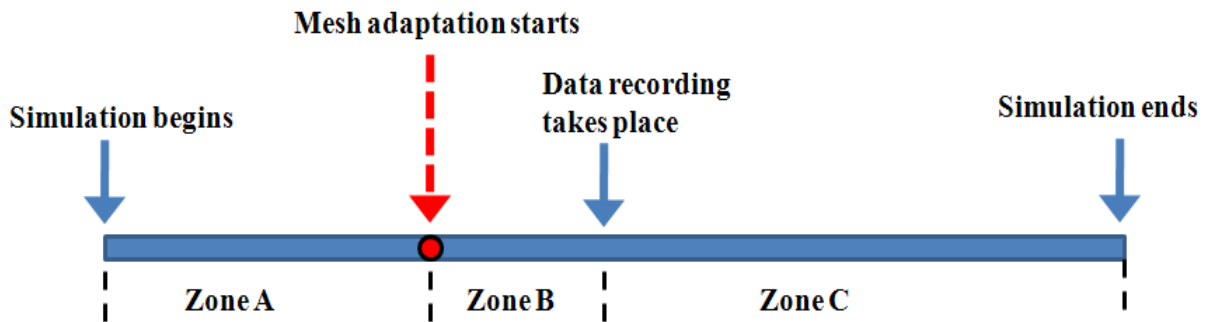 Mesh adaptation starts
Simulation begins
Data recording
takes place
Simulation ends
Zone A
Zone B
Zone C